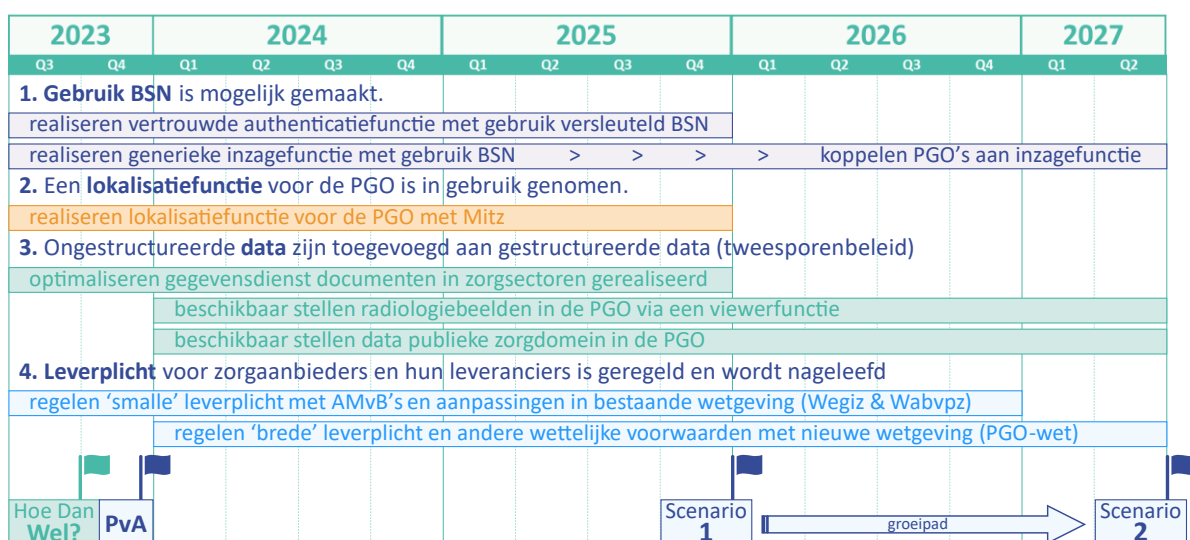 2023 2024 2025 2026 2027
Q3 Q4 Q1 Q2 Q3 Q4 Q1 Q2 Q3 Q4 Q1 Q2 Q3 Q4 Q1 Q2
1. Gebruik BSN is mogelijk gemaakt.
realiseren vertrouwde authenticatiefunctie met gebruik versleuteld BSN
realiseren generieke inzagefunctie met gebruik BSN > > > > koppelen PGO's aan inzagefunctie
2. Een lokalisatiefunctie voor de PGO is in gebruik genomen.
realiseren lokalisatiefunctie voor de PGO met Mitz
3. Ongestructureerde data zijn toegevoegd aan gestructureerde data (tweesporenbeleid)
optimaliseren gegevensdienst documenten in zorgsectoren gerealiseerd
beschikbaar stellen radiologiebeelden in de PGO via een viewerfunctie
beschikbaar stellen data publieke zorgdomein in de PGO
4. Leverplicht voor zorgaanbieders en hun leveranciers is geregeld en wordt nageleefd
regelen 'smalle' leverplicht met AMvB's en aanpassingen in bestaande wetgeving (Wegiz & Wabvpz)
regelen 'brede' leverplicht en andere wettelijke voorwaarden met nieuwe wetgeving (PGO-wet)
Hoe Dan
Wel?
PvA
Scenario
1
groeipad
Scenario
2